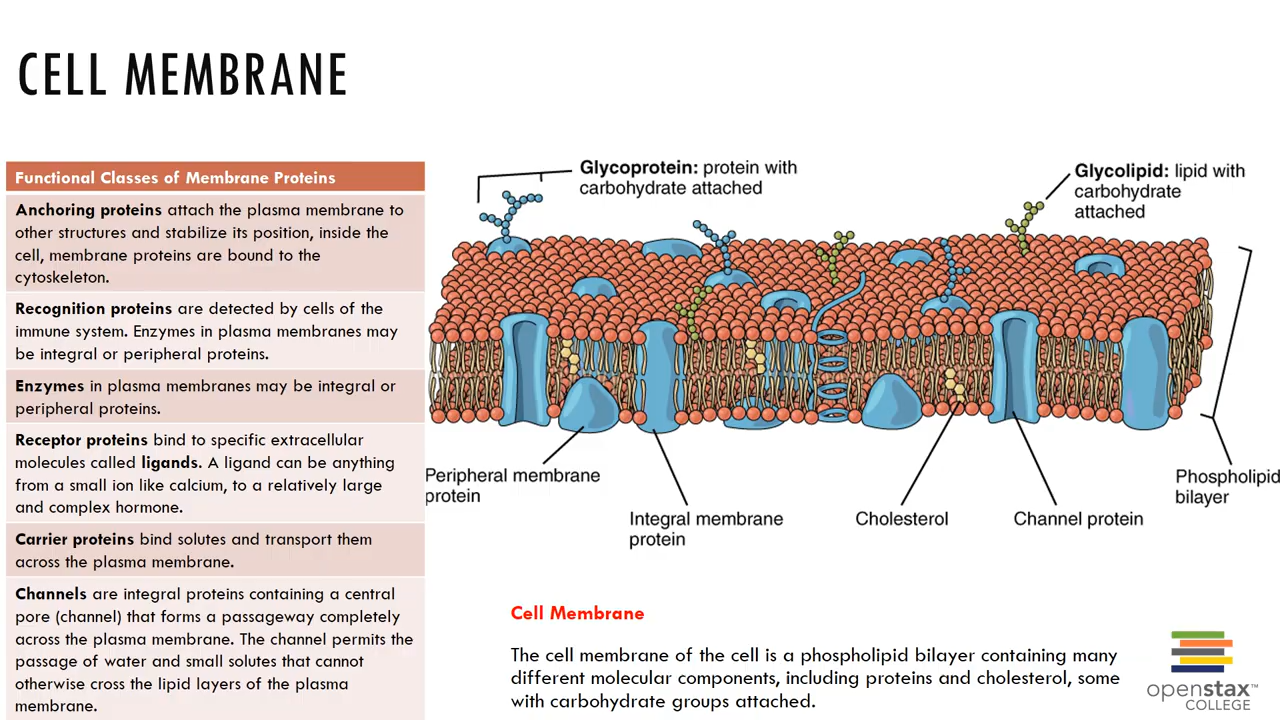 CELL MEMBRANE
Functional Classes of Membrane Proteins
Anchoring proteins attach the plasma membrane to
other structures and stabilize its position, inside the
cell, membrane proteins are bound to the
cytoskeleton.
Recognition proteins are detected by cells of the
immune system. Enzymes in plasma membranes may
be integral or peripheral proteins.
Enzymes in plasma membranes may be integral or
peripheral proteins.
Receptor proteins bind to specific extracellular
molecules called ligands. A ligand can be anything
from a small ion like calcium, to a relatively large
and complex hormone.
Carrier proteins bind solutes and transport them
across the plasma membrane.
Channels are integral proteins containing a central
pore (channel) that forms a passageway completely
across the plasma membrane. The channel permits the
passage of water and small solutes that cannot
otherwise cross the lipid layers of the plasma
membrane.
Glycoprotein: protein with
carbohydrate attached
Glycolipid: lipid with
carbohydrate
attached
Peripheral membrane
protein
Integral membrane
protein
Cholesterol
Channel protein
Phospholipid
bilayer
Cell Membrane
The cell membrane of the cell is a phospholipid bilayer containing many
different molecular components, including proteins and cholesterol, some
with carbohydrate groups attached.
openstax™
COLLEGE